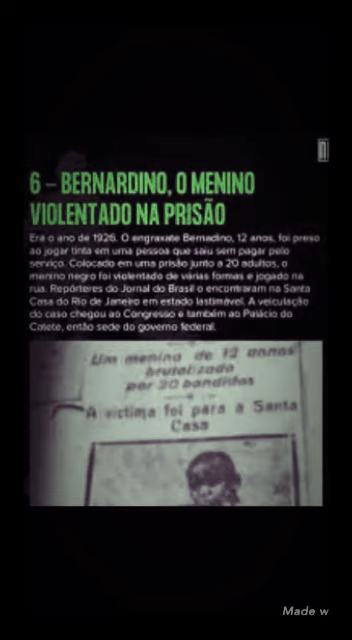 6 – BERNARDINO, O MENINO
VIOLENTADO NA PRISÃO
Era o ano de 1926. O engraxate Bernadino, 12 anos, foi preso
ao jogar tinta em uma pessoa que saiu sem pagar pelo
serviço. Colocado em uma prisão junto a 20 adultos, o
menino negro foi violentado de várias formas e jogado na
rua. Repórteres do Jornal do Brasil o encontraram na Santa
Casa do Rio de Janeiro em estado lastimável. A veiculação
do caso chegou ao Congresso e também ao Palácio do
Catete, então sede do governo federal.
Um menino de 12 annos
brutalizado
por 20 bandidos
A victima foi para a Santa
Casa
Made w